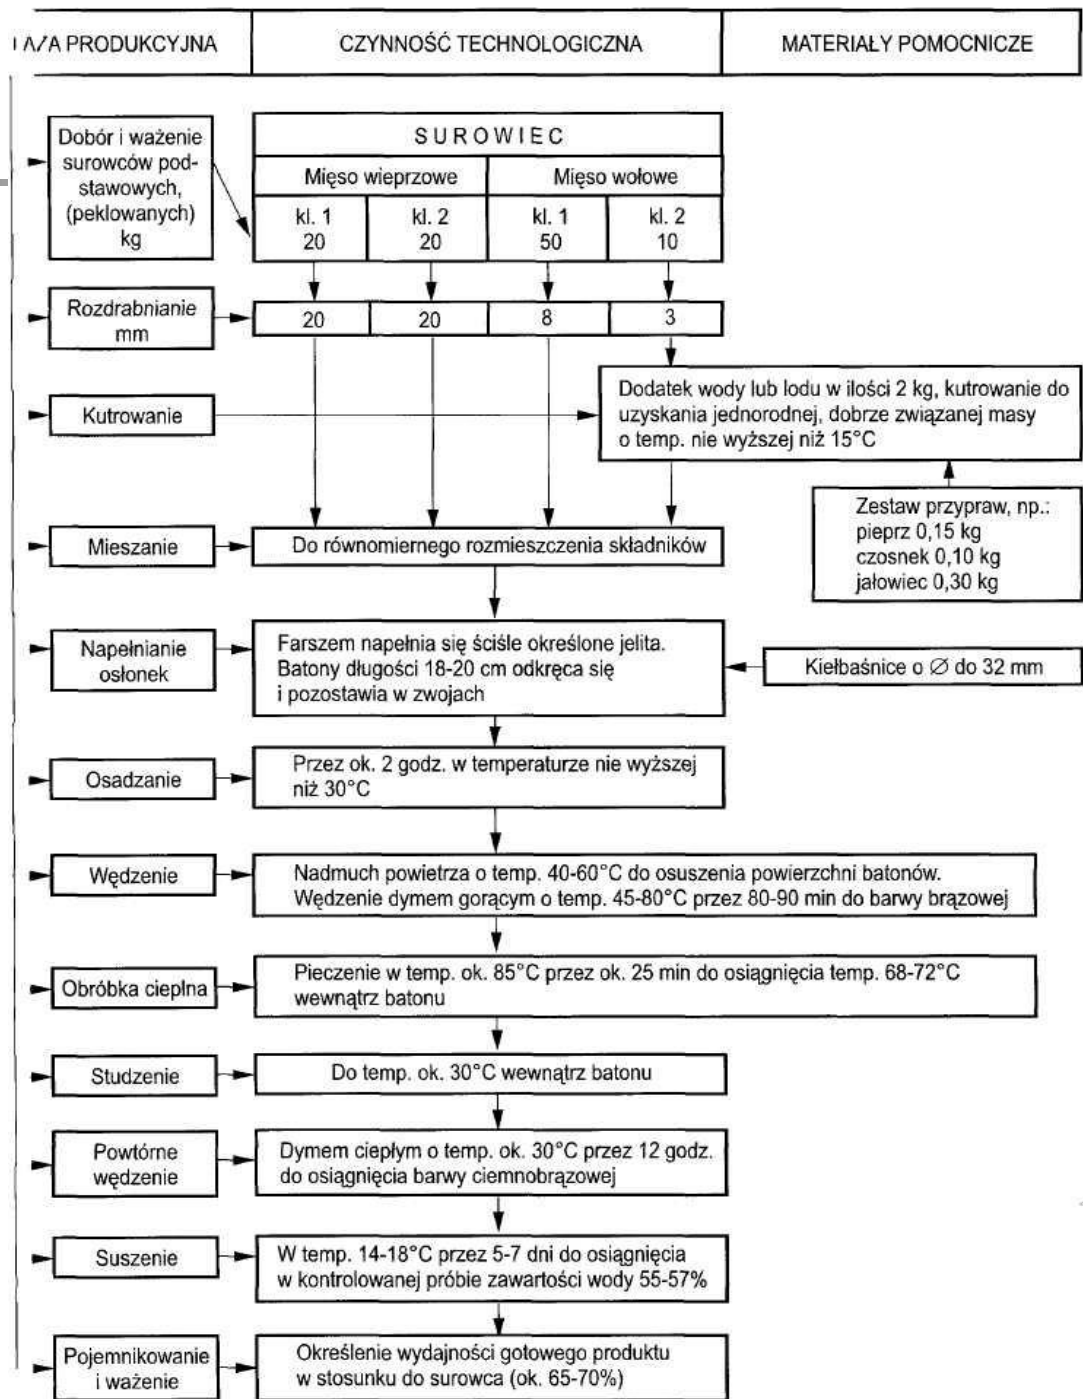 FAZA PRODUKCYJNA
CZYNNOŚĆ TECHNOLOGICZNA
MATERIAŁY POMOCNICZE
Dobór i ważenie
surowców pod-
stawowych,
(peklowanych)
kg
SUROWIEC
Mięso wieprzowe
Mięso wołowe
kl. 1
20
kl. 2
20
kl. 1
50
kl. 2
10
Rozdrabnianie
mm
20
20
8
3
Kutrowanie
Dodatek wody lub lodu w ilości 2 kg, kutrowanie do
uzyskania jednorodnej, dobrze związanej masy
o temp. nie wyższej niż 15°C
Zestaw przypraw, np.:
pieprz 0,15 kg
czosnek 0,10 kg
jałowiec 0,30 kg
Mieszanie
Do równomiernego rozmieszczenia składników
Napełnianie
osłonek
Farszem napełnia się ściśle określone jelita.
Batony długości 18-20 cm odkręca się
i pozostawia w zwojach
Kiełbaśnice o ∅ do 32 mm
Osadzanie
Przez ok. 2 godz. w temperaturze nie wyższej
niż 30°C
Wędzenie
Nadmuch powietrza o temp. 40-60°C do osuszenia powierzchni batonów.
Wędzenie dymem gorącym o temp. 45-80°C przez 80-90 min do barwy brązowej
Obróbka cieplna
Pieczenie w temp. ok. 85°C przez ok. 25 min do osiągnięcia temp. 68-72°C
wewnątrz batonu
Studzenie
Do temp. ok. 30°C wewnątrz batonu
Powtórne
wędzenie
Dymem ciepłym o temp. ok. 30°C przez 12 godz.
do osiągnięcia barwy ciemnobrązowej
Suszenie
W temp. 14-18°C przez 5-7 dni do osiągnięcia
w kontrolowanej próbie zawartości wody 55-57%
Pojemnikowanie
i ważenie
Określenie wydajności gotowego produktu
w stosunku do surowca (ok. 65-70%)